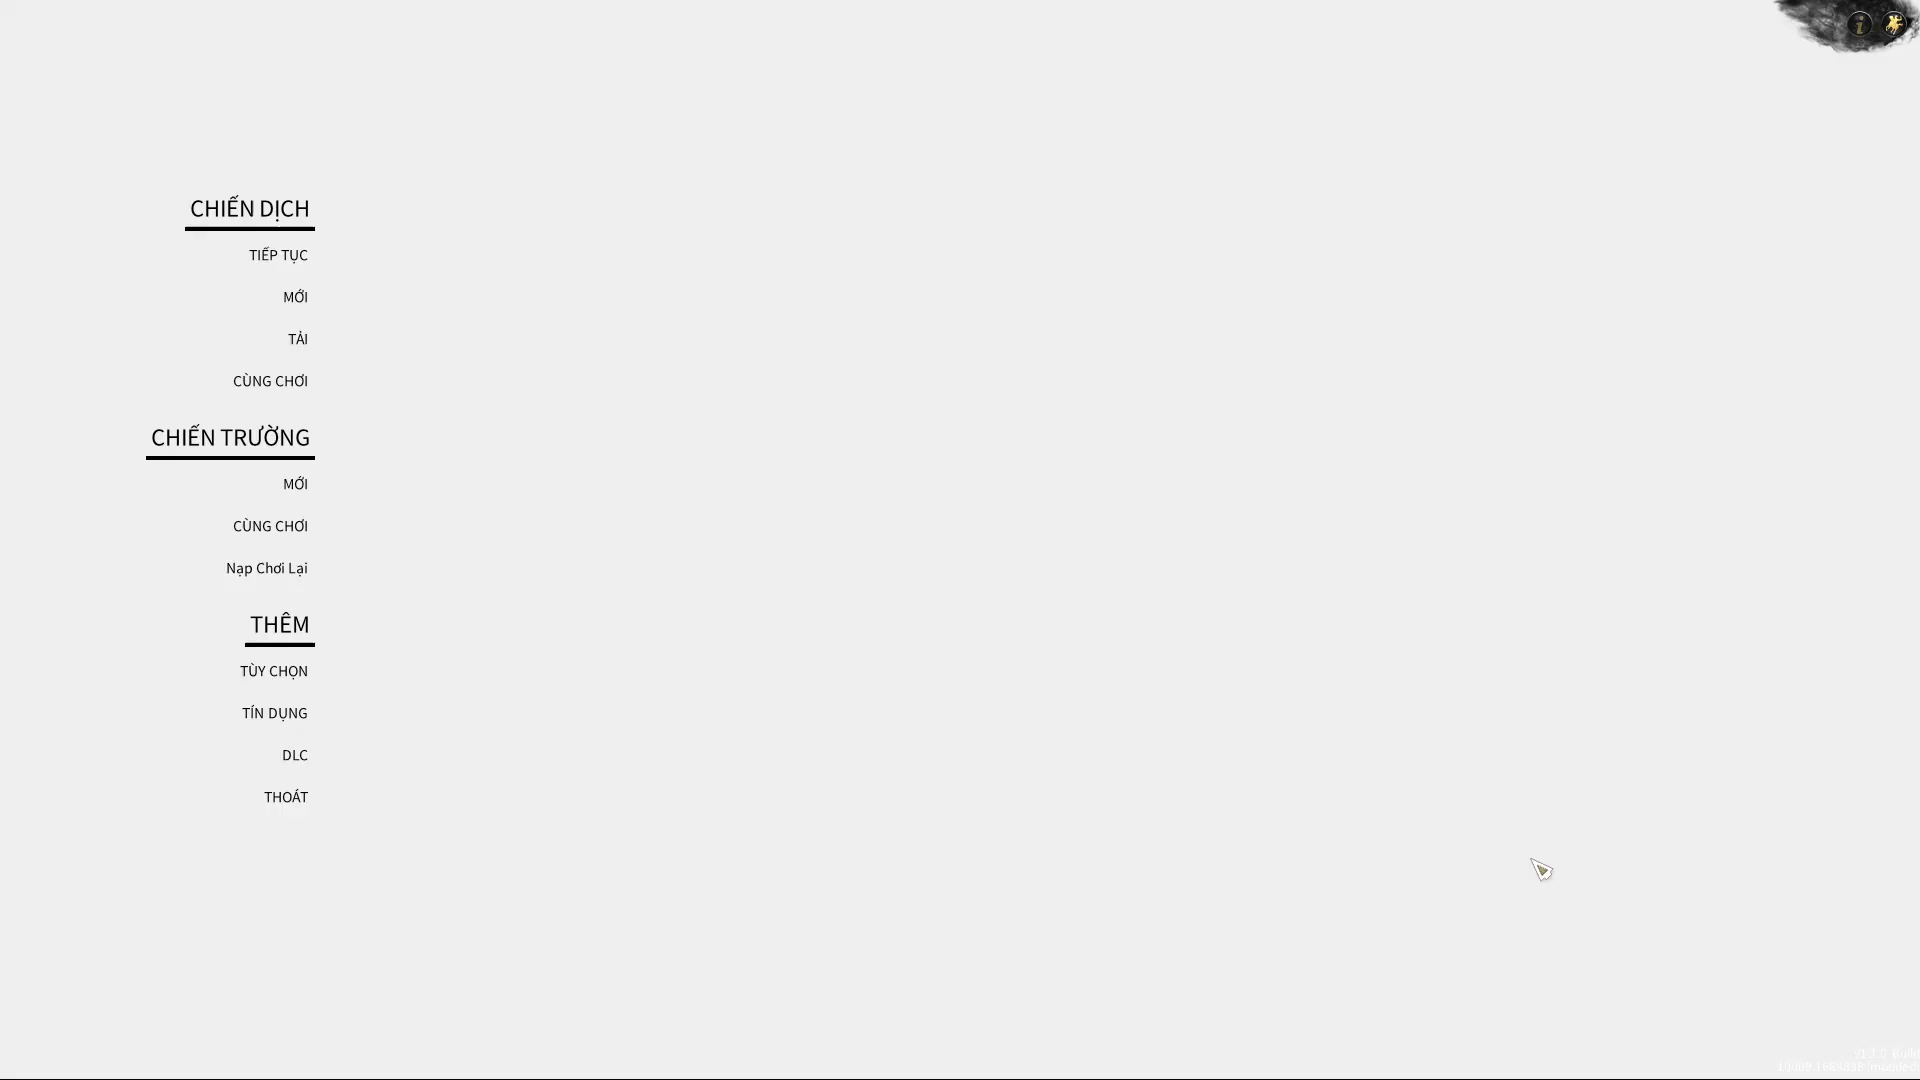 CHIẾN DỊCH
TIẾP TỤC
MỚI
TẢI
CÙNG CHƠI
CHIẾN TRƯỜNG
MỚI
CÙNG CHƠI
Nạp Chơi Lại
THÊM
TÙY CHỌN
TÍN DỤNG
DLC
THOÁT